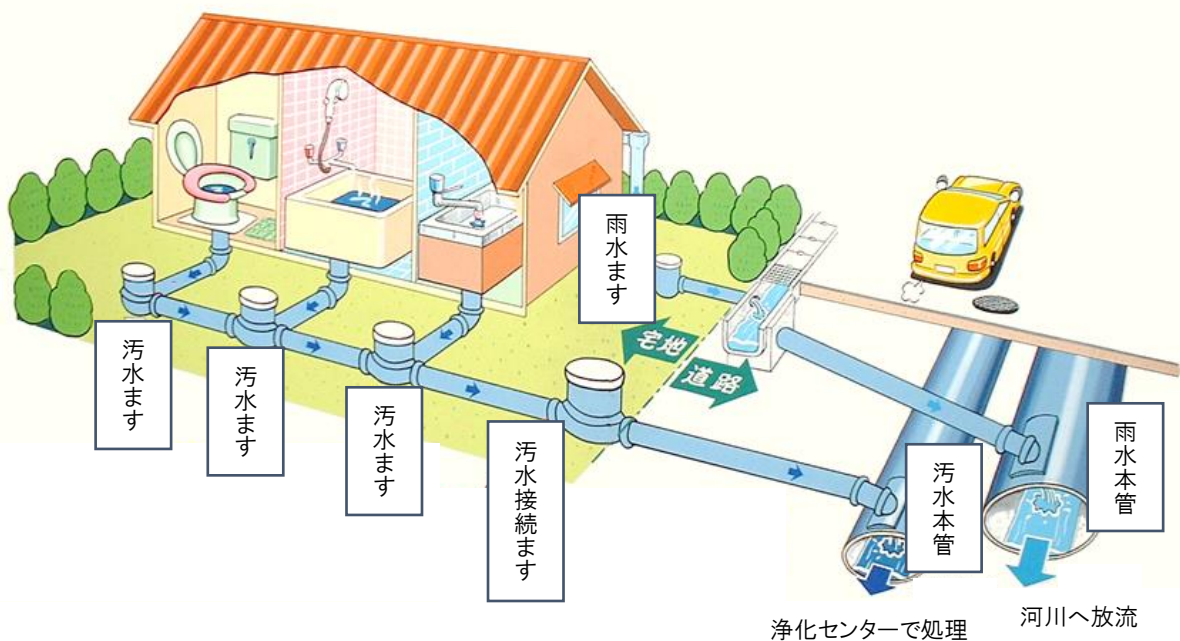 雨水ます
宅地
道路
汚水ます
汚水ます
汚水ます
汚水接続ます
汚水本管
雨水本管
浄化センターで処理
河川へ放流